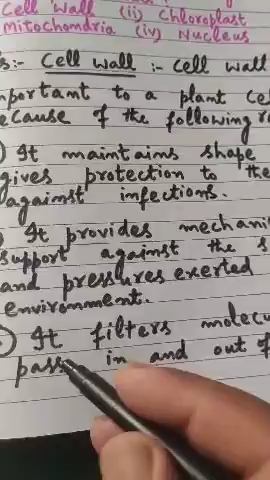 Cell Wall (ii) Chloroplast
Mitochondria (iv) Nucleus
s:- Cell wall :- Cell wall
mportant to a plant Ce
ecause of the following r
) It maintains shape
gives protection to the
against infections.
) It provides mechani
support against the s
and pressures exerted
environment.
) It filters molecu
pass in and out of